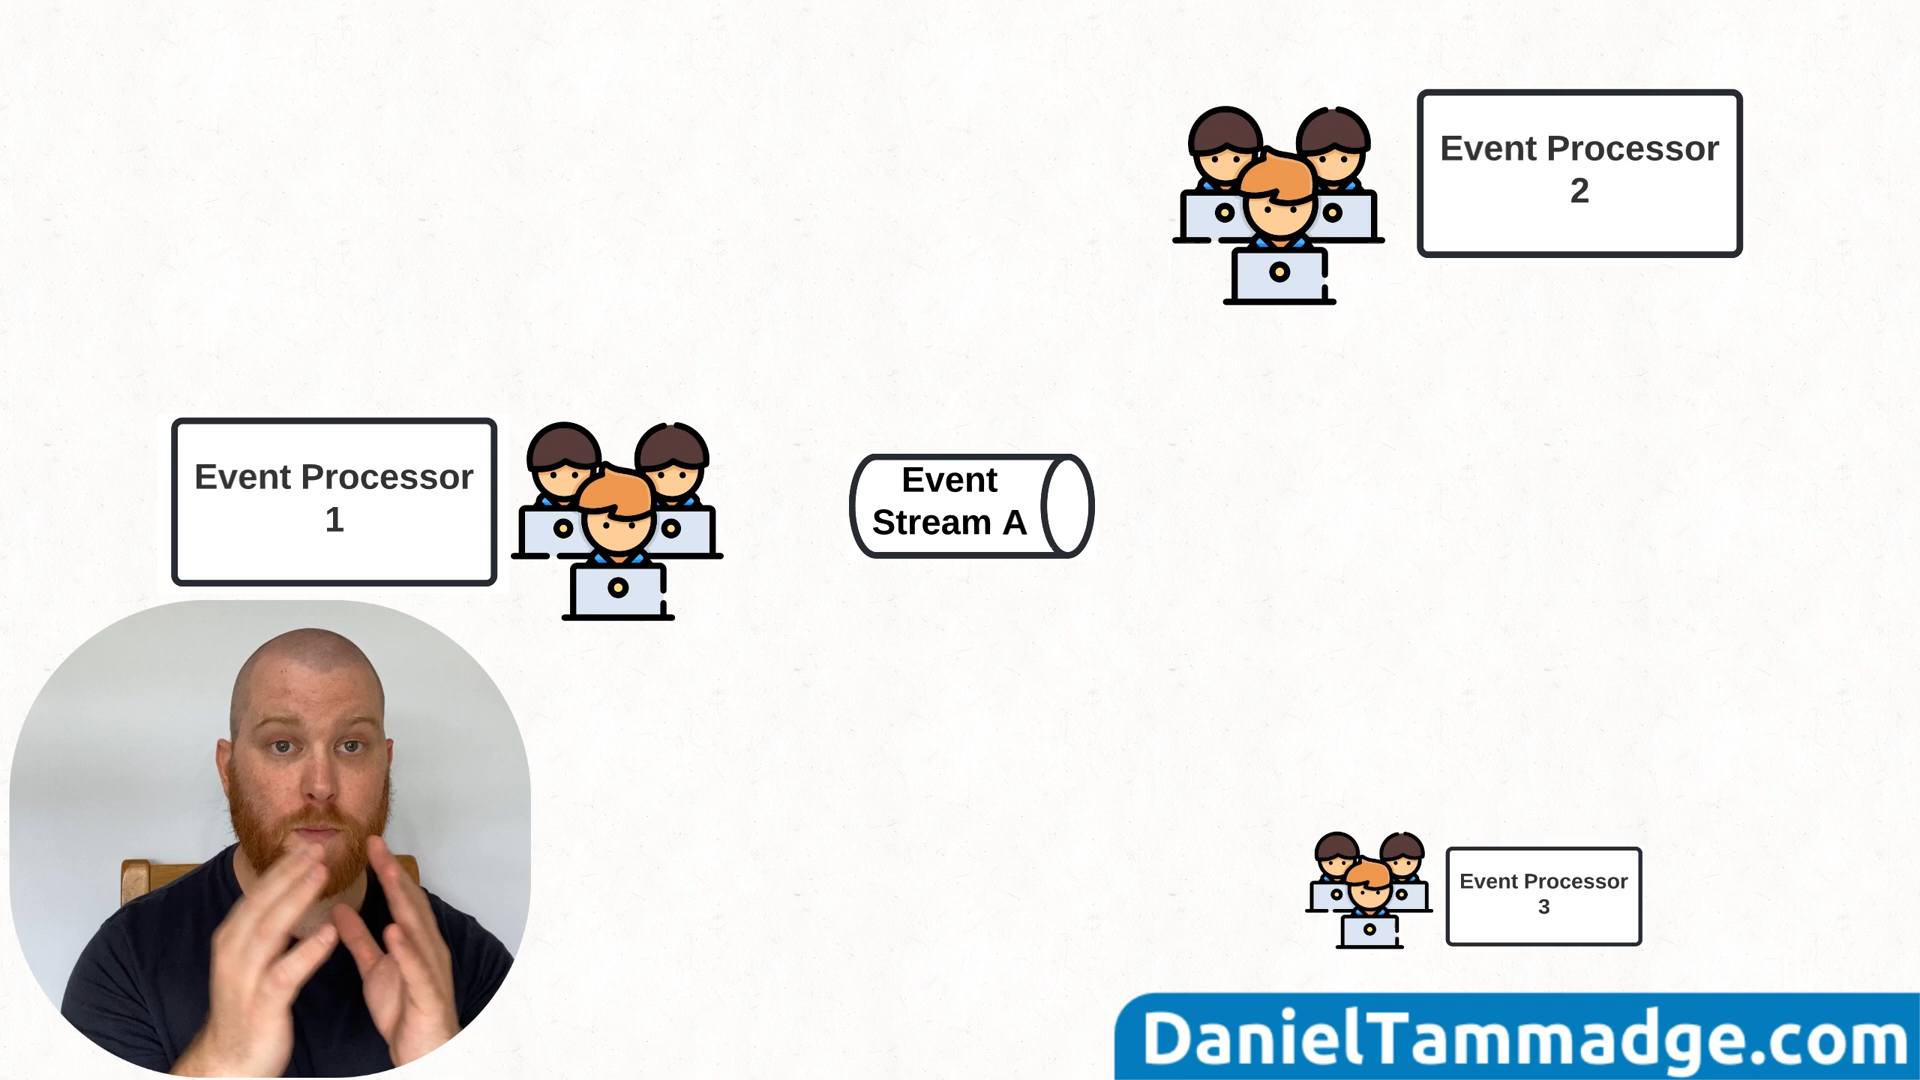 Event Processor
2
Event Processor
1
Event
Stream A
Event Processor
3
DanielTammadge.com